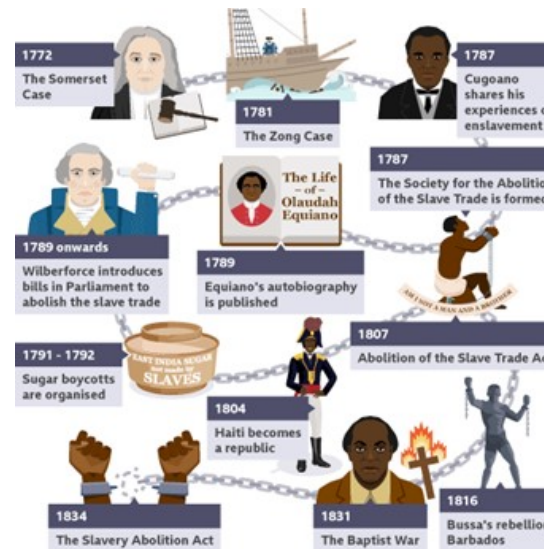 1772
The Somerset
Case
1781
The Zong Case
1787
Cugoano
shares his
experiences o
enslavement
1787
The Society for the Abolitio
of the Slave Trade is formed
The Life
– of –
Olaudah
Equiano
1789
Equiano's autobiography
is published
1789 onwards
Wilberforce introduces
bills in Parliament to
abolish the slave trade
1791 - 1792
Sugar boycotts
are organised
EAST INDIA SUGAR
not made by
SLAVES
1804
Haiti becomes
a republic
AM I NOT A MAN AND A BROTHER
1807
Abolition of the Slave Trade Ac
1816
Bussa's rebellion
Barbados
1831
The Baptist War
1834
The Slavery Abolition Act